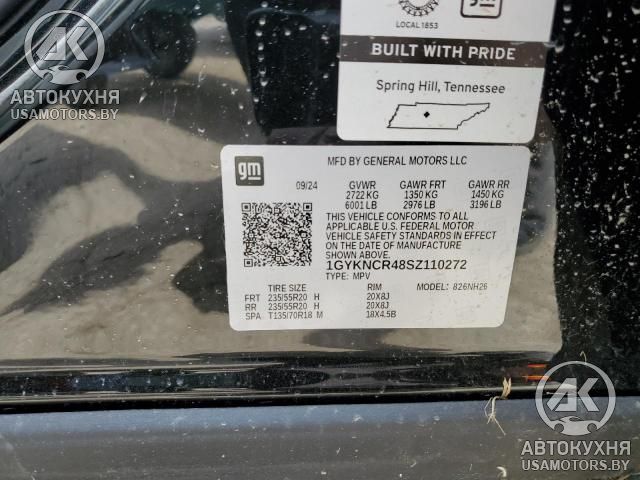 LOCAL 1853
gm
BUILT WITH PRIDE
Spring Hill, Tennessee
AK
АВТОКУХНЯ
USAMOTORS.BY
gm
MFD BY GENERAL MOTORS LLC
09/24 GVWR GAWR FRT GAWR RR
2722 KG 1350 KG 1450 KG
6001 LB 2976 LB 3196 LB
THIS VEHICLE CONFORMS TO ALL
APPLICABLE U.S. FEDERAL MOTOR
VEHICLE SAFETY STANDARDS IN EFFECT
ON THE DATE OF MANUFACTURE
SHOWN ABOVE.
1GYKNCR48SZ110272
TYPE: MPV
TIRE SIZE RIM MODEL: 826NH26
FRT 235/55R20 H 20X8J
RR 235/55R20 H 20X8J
SPA T135/70R18 M 18X4.5B
AK
АВТОКУХНЯ
USAMOTORS.BY